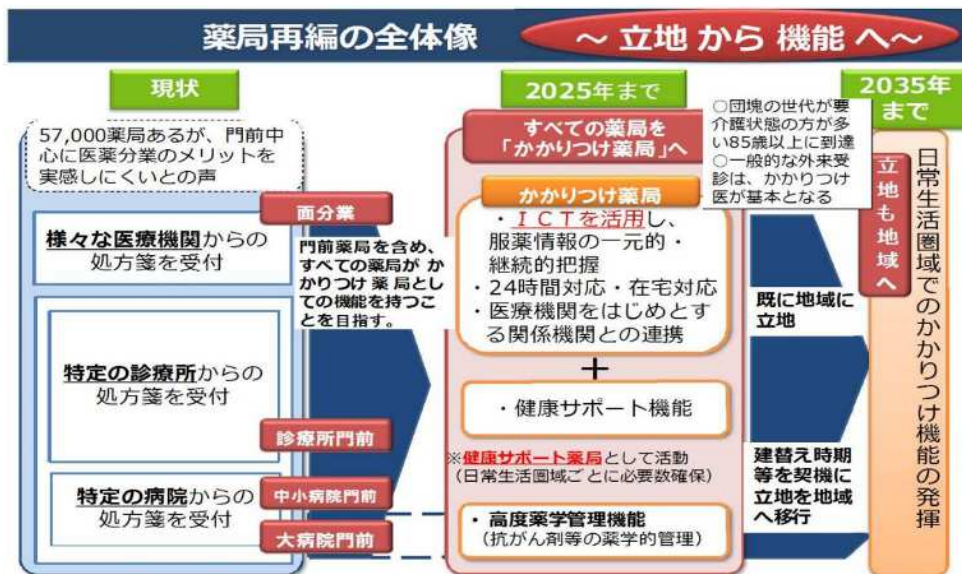 薬局再編の全体像
～ 立地 から 機能 へ～
現状
57,000薬局あるが、門前中
心に医薬分業のメリットを
実感しにくいとの声
面分業
様々な医療機関からの
処方箋を受付
特定の診療所からの
処方箋を受付
診療所門前
特定の病院からの
処方箋を受付
中小病院門前
大病院門前
門前薬局を含め、
すべての薬局が か
かりつけ 薬 局とし
ての機能を持つこ
とを目指す。
2025年まで
すべての薬局を
「かかりつけ薬局」へ
かかりつけ薬局
・ＩＣＴを活用し、
服薬情報の一元的・
継続的把握
・24時間対応・在宅対応
・医療機関をはじめとす
る関係機関との連携
＋
・健康サポート機能
※健康サポート薬局として活動
（日常生活圏域ごとに必要数確保）
・高度薬学管理機能
（抗がん剤等の薬学的管理）
○団塊の世代が要
介護状態の方が多
い85歳以上に到達
○一般的な外来受
診は、かかりつけ
医が基本となる
既に地域に
立地
建替え時期
等を契機に
立地を地域
へ移行
2035年
まで
立地も地域へ
日常生活圏域でのかかりつけ機能の発揮